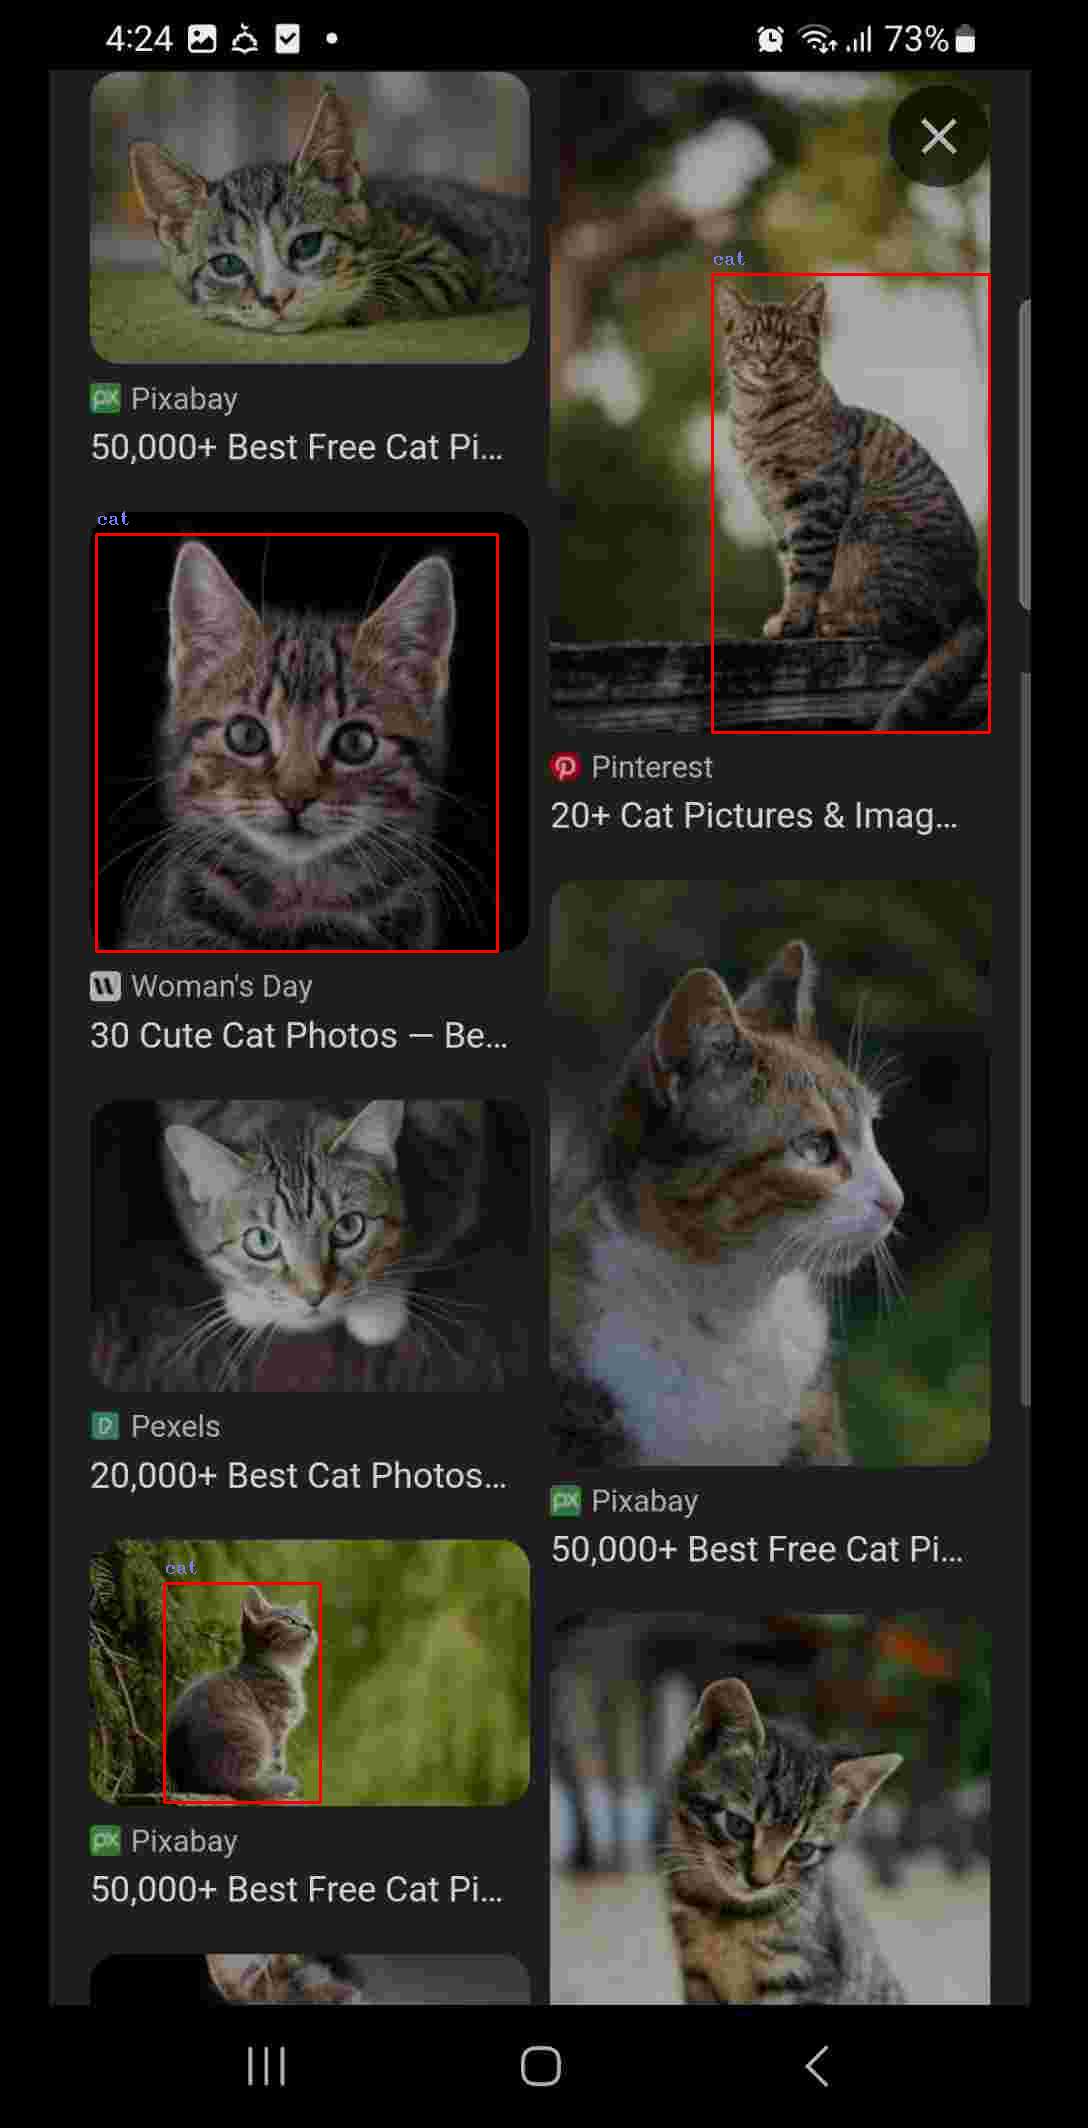 4:24
73%
px Pixabay
50,000+ Best Free Cat Pi...
cat
W Woman's Day
30 Cute Cat Photos — Be...
Pexels
20,000+ Best Cat Photos...
cat
px Pixabay
50,000+ Best Free Cat Pi...
cat
Pinterest
20+ Cat Pictures & Imag...
px Pixabay
50,000+ Best Free Cat Pi...